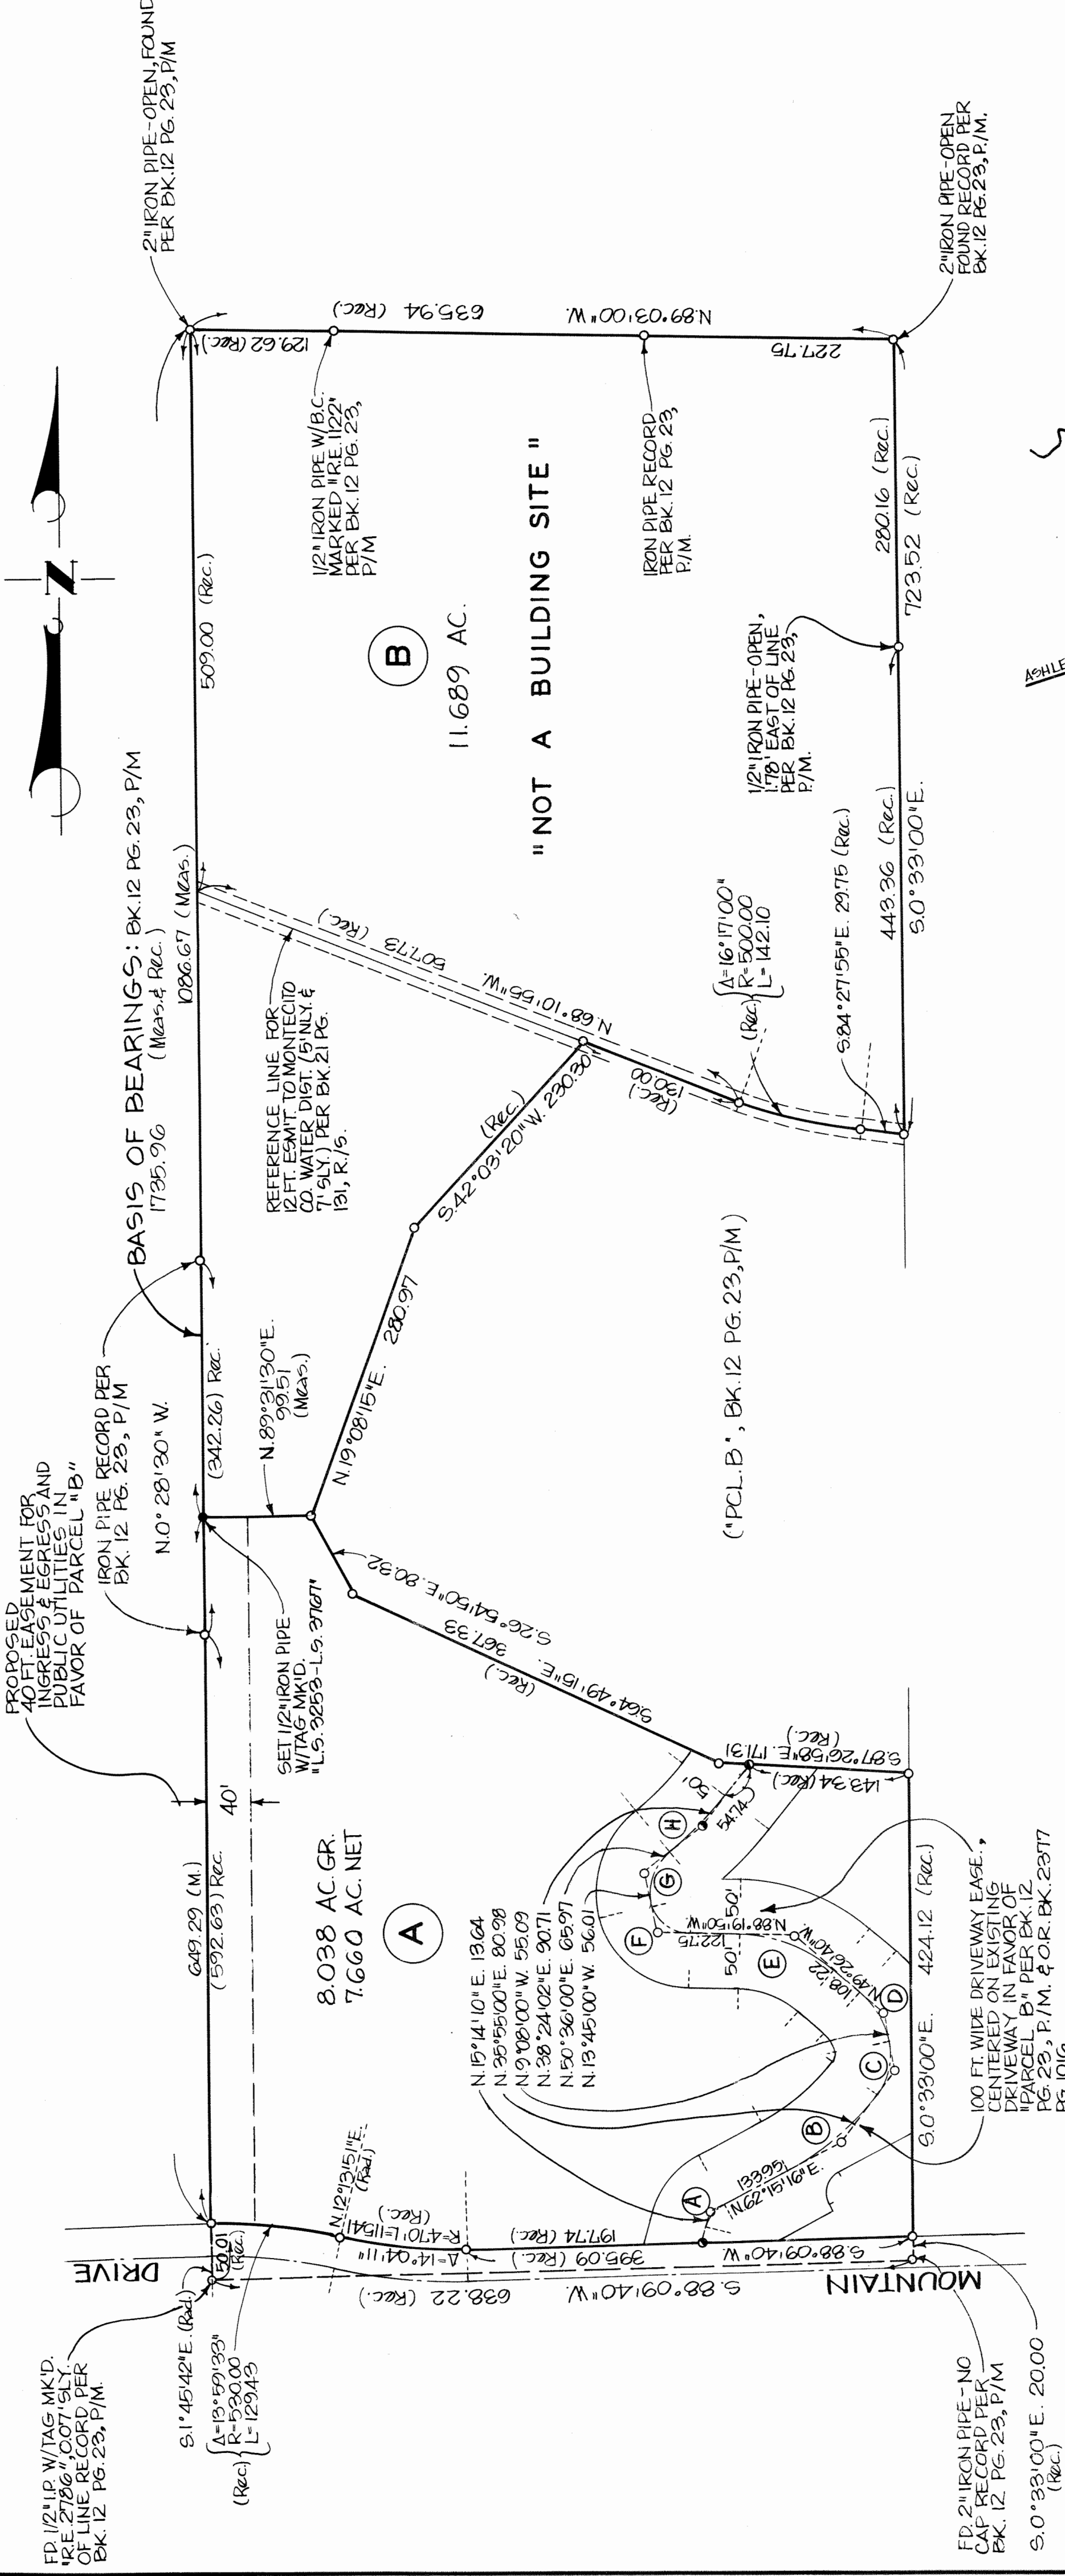 2" IRON PIPE-OPEN, FOUND
PER BK.12 PG.23, P/M
2" IRON PIPE-OPEN
FOUND RECORD PER
BK.12 PG.23, P./M.
N
129.62 (Rec.)
635.94 (Rec.)
N.89°03'00"W.
227.75
1/2" IRON PIPE W/B.C.
MARKED "R.E. 1122"
PER BK.12 PG. 23,
P/M
IRON PIPE RECORD
PER BK.12 PG. 23,
P/M.
509.00 (Rec.)
B
11.689 AC.
"NOT A BUILDING SITE"
280.16 (Rec.)
723.52 (Rec.)
1/2" IRON PIPE-OPEN,
1.78' EAST OF LINE
PER BK.12 PG. 23,
P/M.
ASHLE
443.36 (Rec.)
S.0°33'00"E.
BASIS OF BEARINGS: BK.12 PG. 23, P/M
1735.96 (Meas. & Rec.)
1086.67 (Meas.)
REFERENCE LINE FOR
12 FT. ESM'T. TO MONTECITO
CO. WATER DIST. (5' NLY. &
7' SLY.) PER BK.21 PG.
131, R./S.
507.73 (Rec.)
N.68°10'55"W.
130.00
(Rec.)
(Rec.)
Δ=16°17'00"
R=500.00
L=142.10
S.84°27'55"E. 29.75 (Rec.)
(Rec.)
S.42°03'20"W. 230.30
N.19°08'15"E. 280.97
N.89°31'30"E.
99.51
(Meas.)
(342.26) Rec.
N.0°28'30"W.
IRON PIPE RECORD PER
BK. 12 PG. 23, P/M
PROPOSED
40 FT. EASEMENT FOR
INGRESS & EGRESS AND
PUBLIC UTILITIES IN
FAVOR OF PARCEL "B"
SET 1/2" IRON PIPE
W/TAG MK'D.
"L.S. 3253-L.S. 3767"
("PCL.B", BK.12 PG. 23, P/M)
S.26°54'50"E. 80.32
367.33
S.64°49'15"E.
(Rec.)
S.87°26'58"E. 171.31
(Rec.)
143.34 (Rec.)
40'
649.29 (M.)
(592.63) Rec.
8.038 AC. GR.
7.660 AC. NET
A
N.15°14'10"E. 13.64
N.35°55'00"E. 80.98
N.9°08'00"W. 55.09
N.38°24'02"E. 90.71
N.50°36'00"E. 65.97
N.13°45'00"W. 56.01
50'
54.74
H
G
F
N.88°19'50"W.
122.75
50'
50'
E
N.49°26'40"W.
108.22
D
C
B
A
133.95
N.62°15'16"E.
424.12 (Rec.)
S.0°33'00"E.
100 FT. WIDE DRIVEWAY EASE.,
CENTERED ON EXISTING
DRIVEWAY IN FAVOR OF
"PARCEL B" PER BK.12
PG. 23, P./M. & O.R. BK. 2377
PG. 1016
N.12°13'51"E.
(Rad.)
R=470' L=115.41
(Rec.)
Δ=14°04'11"
197.74 (Rec.)
395.09 (Rec.)
S.88°09'40"W.
50.01
(Rec.)
638.22 (Rec.)
S.88°09'40"W.
DRIVE
MOUNTAIN
S.1°45'42"E. (Rad.)
(Rec.)
Δ=13°59'33"
R=530.00
L=129.43
FD. 1/2" I.P. W/TAG MK'D.
"R.E. 2786", 0.07' SLY.
OF LINE RECORD PER
BK. 12 PG. 23, P/M.
FD. 2" IRON PIPE-NO
CAP RECORD PER
BK. 12 PG. 23, P/M
S.0°33'00"E. 20.00
(Rec.)